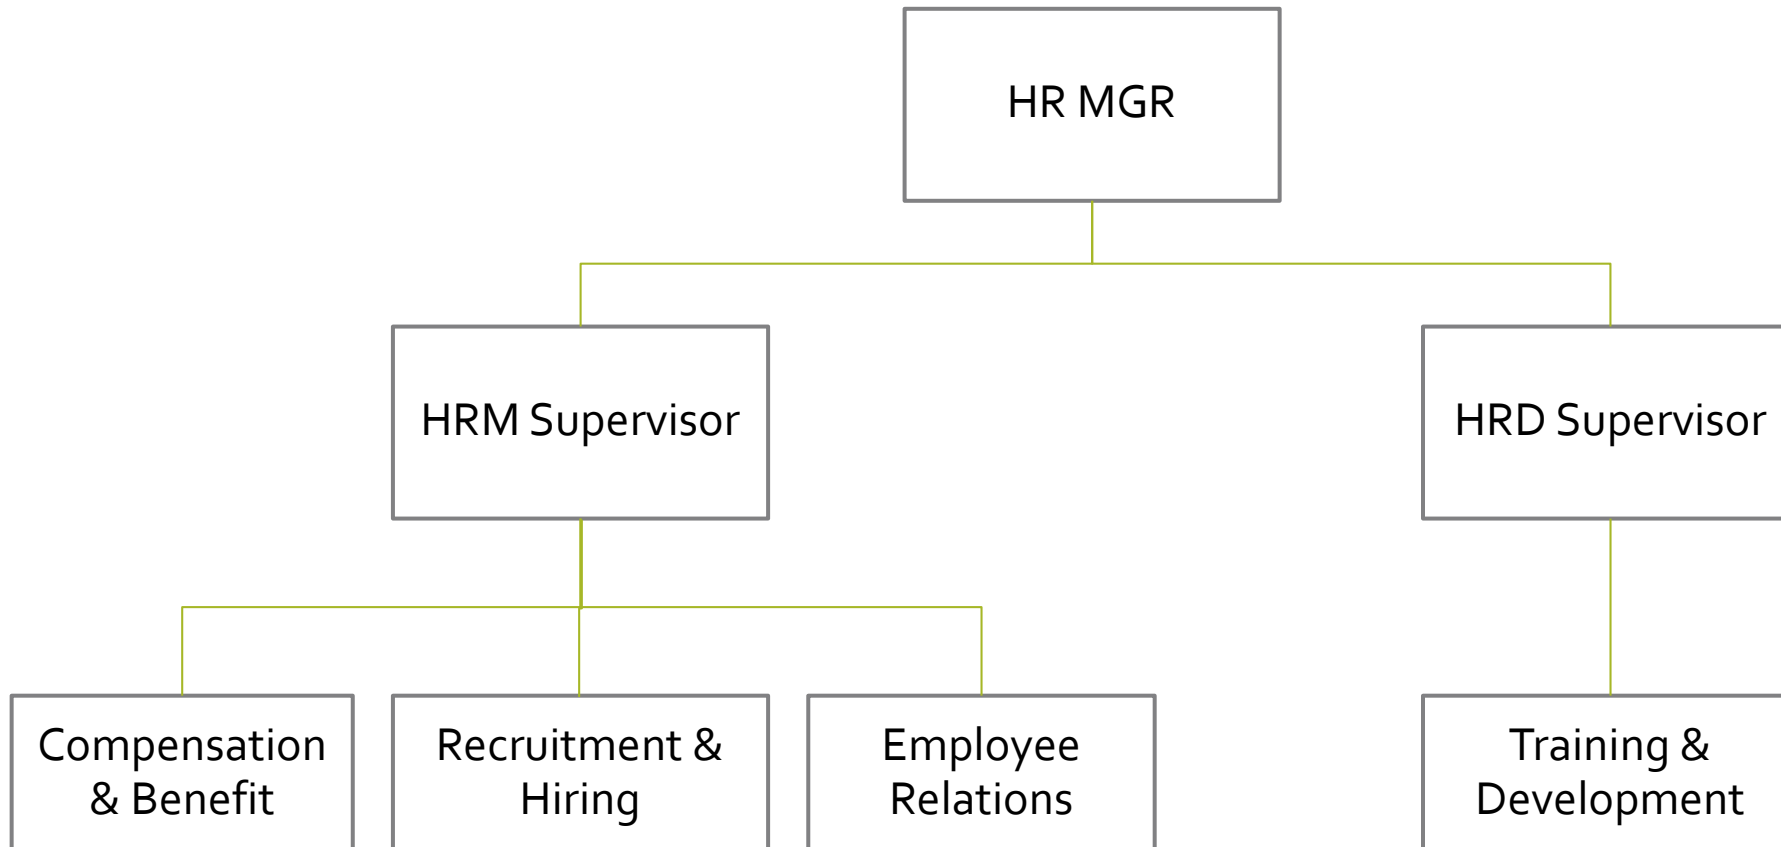 HR MGR
HRM Supervisor
HRD Supervisor
Compensation
& Benefit
Recruitment &
Hiring
Employee
Relations
Training &
Development